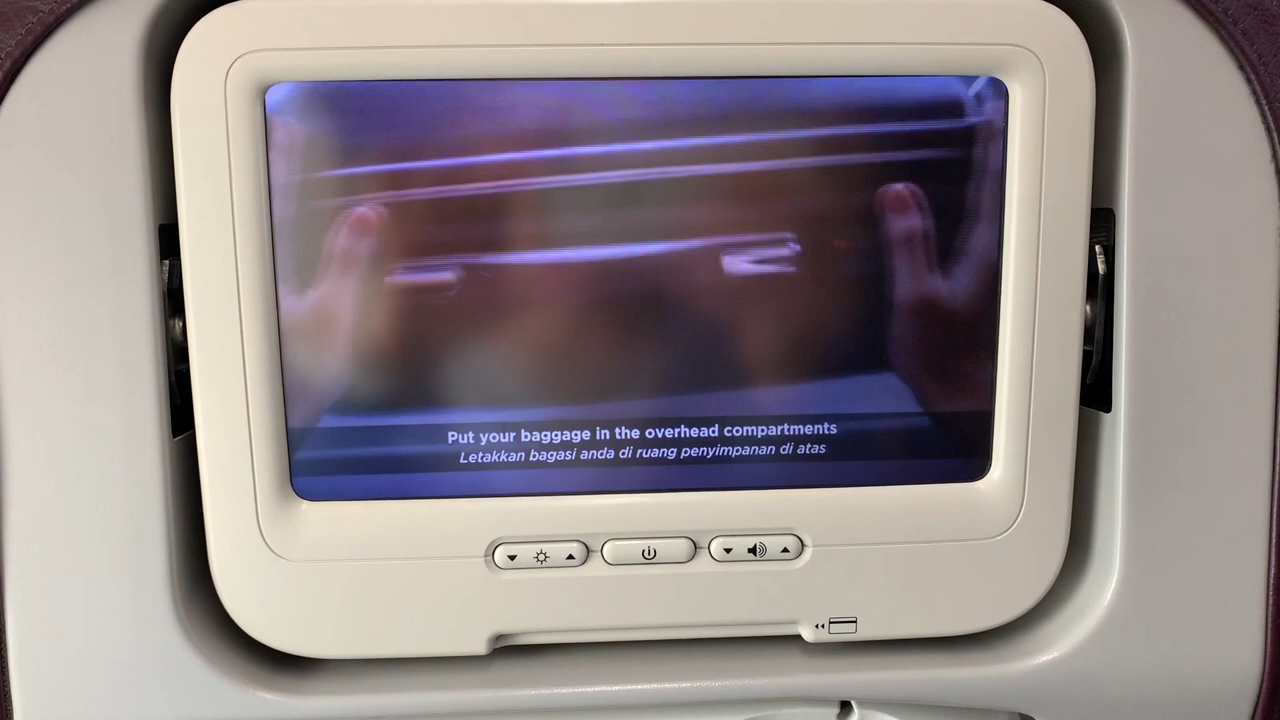 Put your baggage in the overhead compartments
Letakkan bagasi anda di ruang penyimpanan di atas